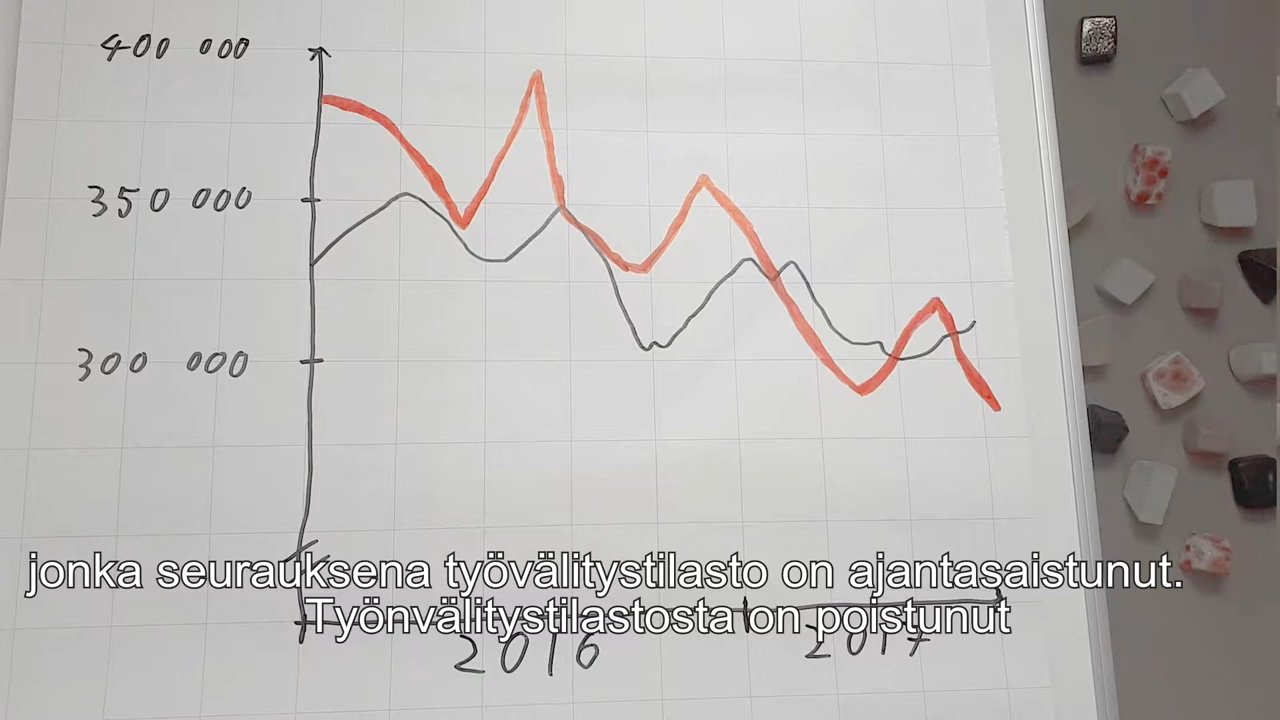 400 000
350 000
300 000
jonka seurauksena työvälitystilasto on ajantasaistunut.
Työnvälitystilastosta on poistunut
2016
2017